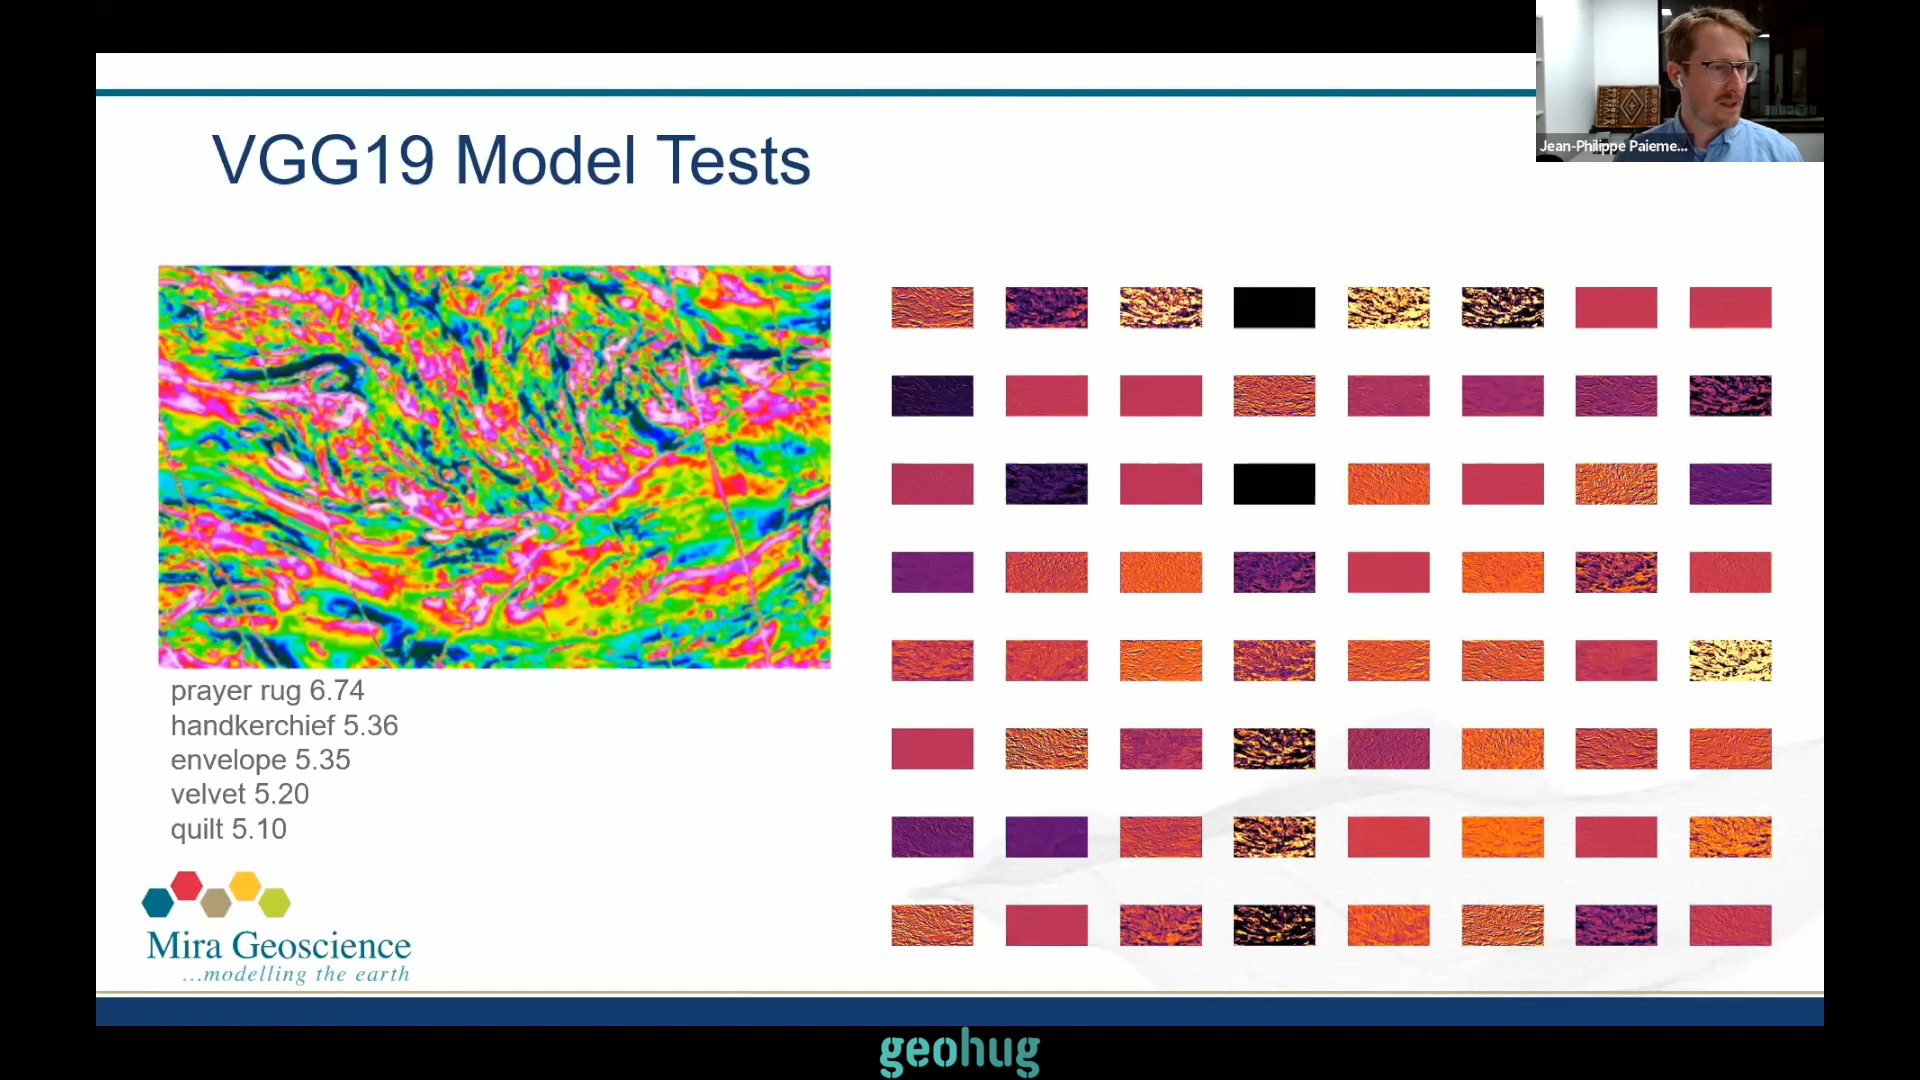 VGG19 Model Tests
Jean-Philippe Paieme...
prayer rug 6.74
handkerchief 5.36
envelope 5.35
velvet 5.20
quilt 5.10
Mira Geoscience
...modelling the earth
geohug